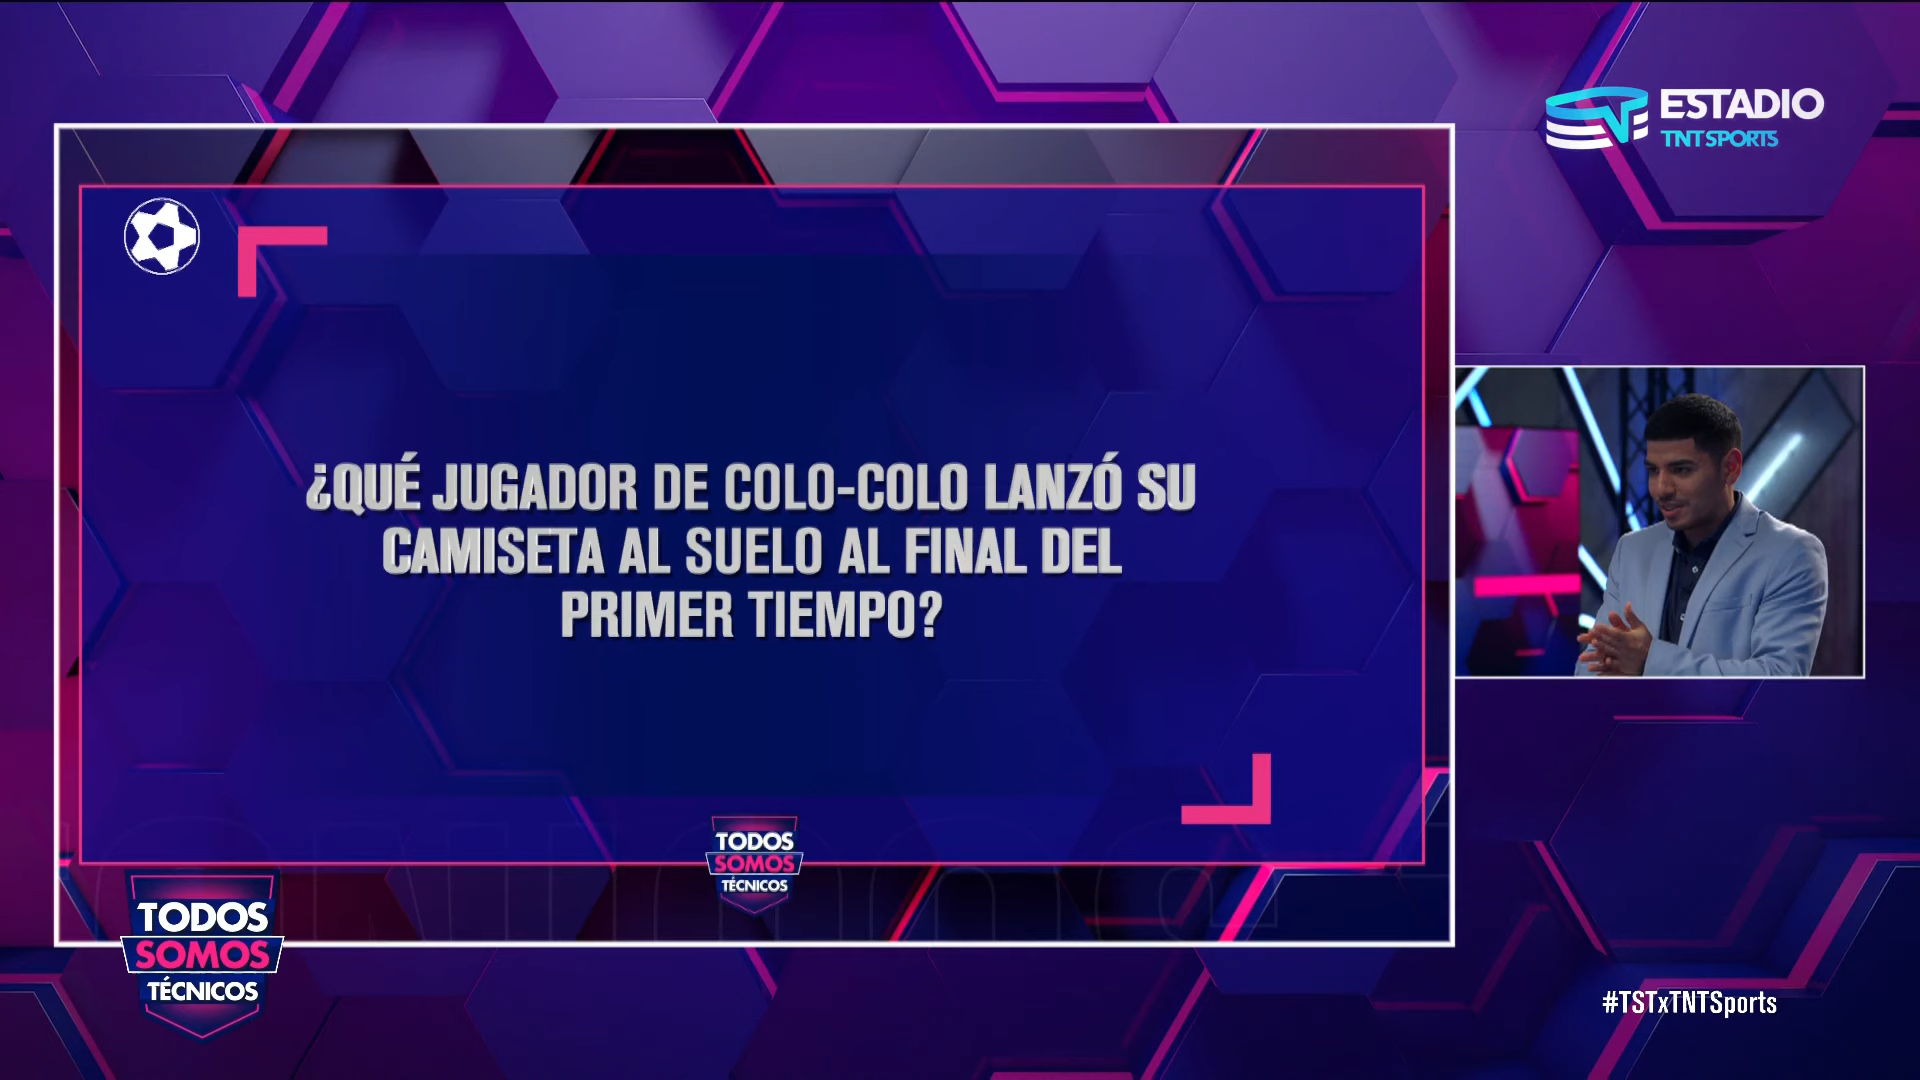 ESTADIO
TNT SPORTS
¿QUÉ JUGADOR DE COLO-COLO LANZÓ SU
CAMISETA AL SUELO AL FINAL DEL
PRIMER TIEMPO?
TODOS
SOMOS
TÉCNICOS
TODOS
SOMOS
TÉCNICOS
#TSTxTNTSports